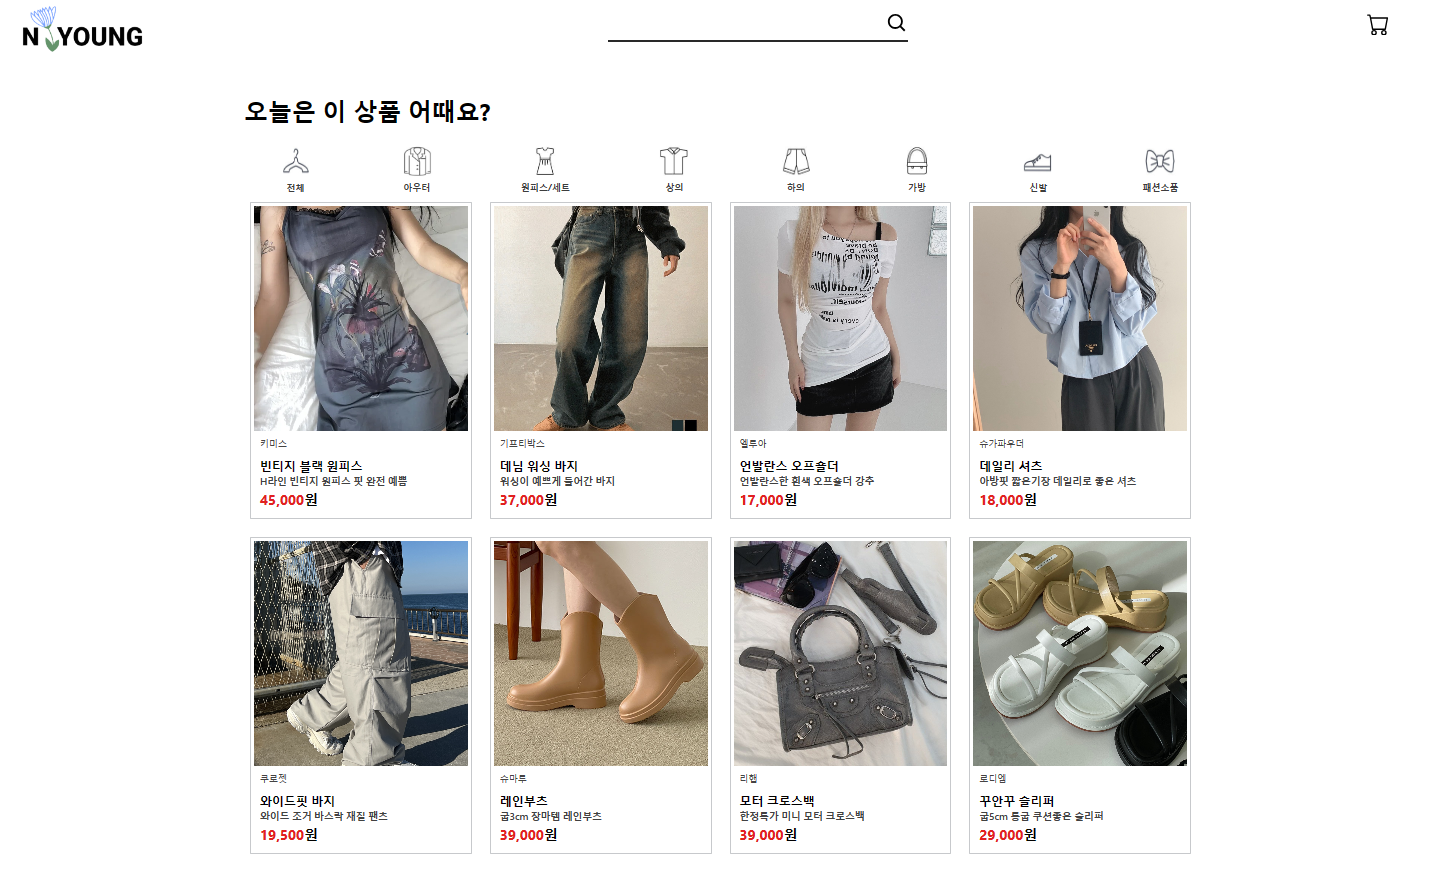 N YOUNG
오늘은 이 상품 어때요?
전체
아우터
원피스/세트
상의
하의
가방
신발
패션소품
키미스
빈티지 블랙 원피스
H라인 빈티지 원피스 핏 완전 예쁨
45,000원
기프티박스
데님 워싱 바지
워싱이 예쁘게 들어간 바지
37,000원
엘루아
언발란스 오프숄더
언발란스한 흰색 오프숄더 강추
17,000원
슈가파우더
데일리 셔츠
아방핏 짧은기장 데일리로 좋은 셔츠
18,000원
쿠로젯
와이드핏 바지
와이드 조거 바스락 재질 팬츠
19,500원
슈마루
레인부츠
굽3cm 장마템 레인부츠
39,000원
리햅
모터 크로스백
한정특가 미니 모터 크로스백
39,000원
로디엠
꾸안꾸 슬리퍼
굽5cm 통굽 쿠션좋은 슬리퍼
29,000원